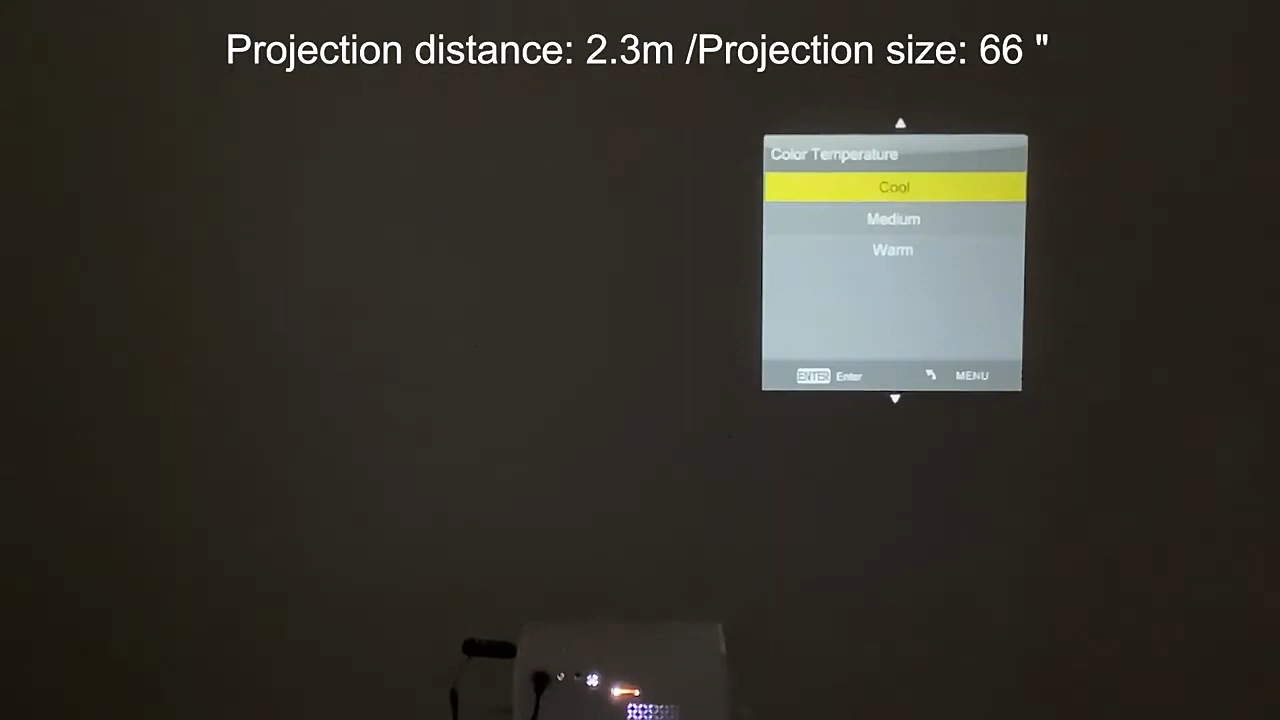 Projection distance: 2.3m /Projection size: 66 "
Color Temperature
Cool
Medium
Warm
ENTER Enter MENU